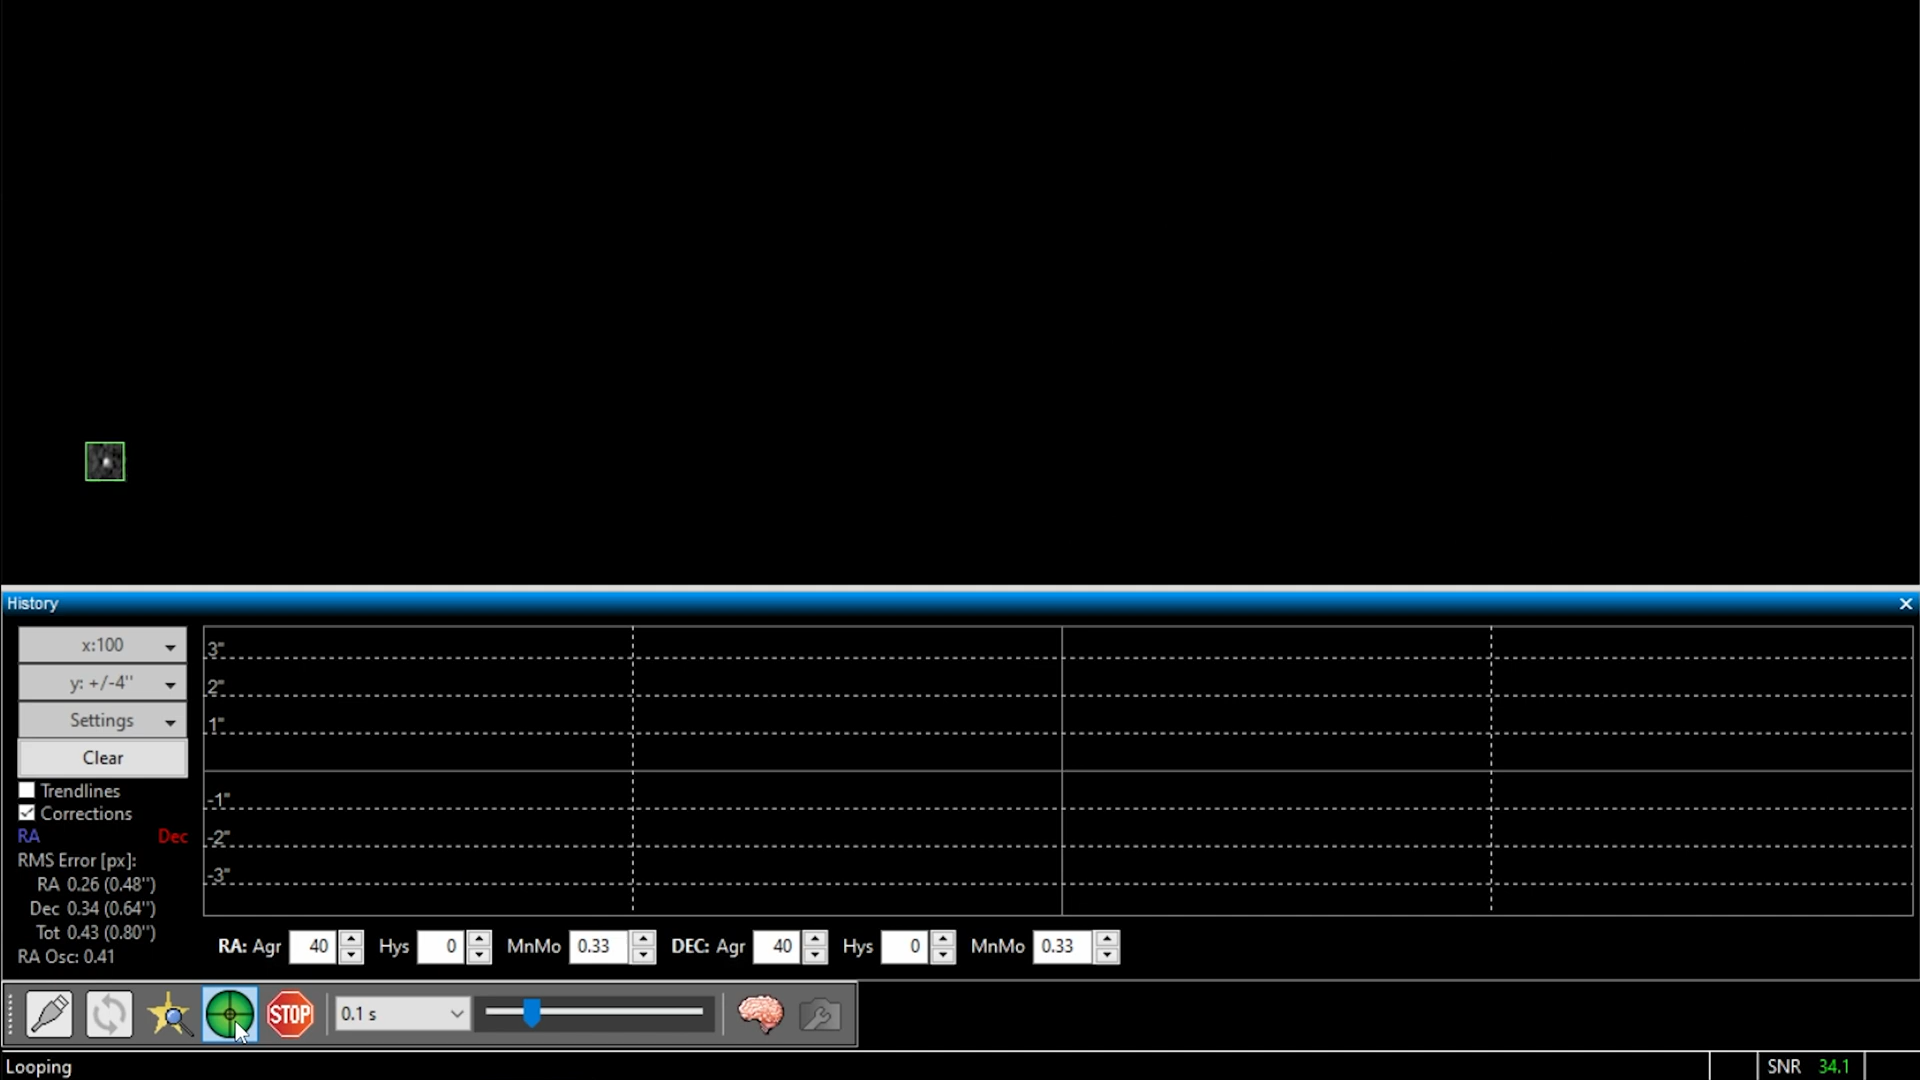 History
x:100
y: +/-4"
Settings
Clear
Trendlines
Corrections
RA Dec
RMS Error [px]:
RA 0.26 (0.48")
Dec 0.34 (0.64")
Tot 0.43 (0.80")
RA Osc: 0.41
3"
2"
1"
-1"
-2"
-3"
RA: Agr 40 Hys 0 MnMo 0.33 DEC: Agr 40 Hys 0 MnMo 0.33
STOP 0.1 s
Looping SNR 34.1